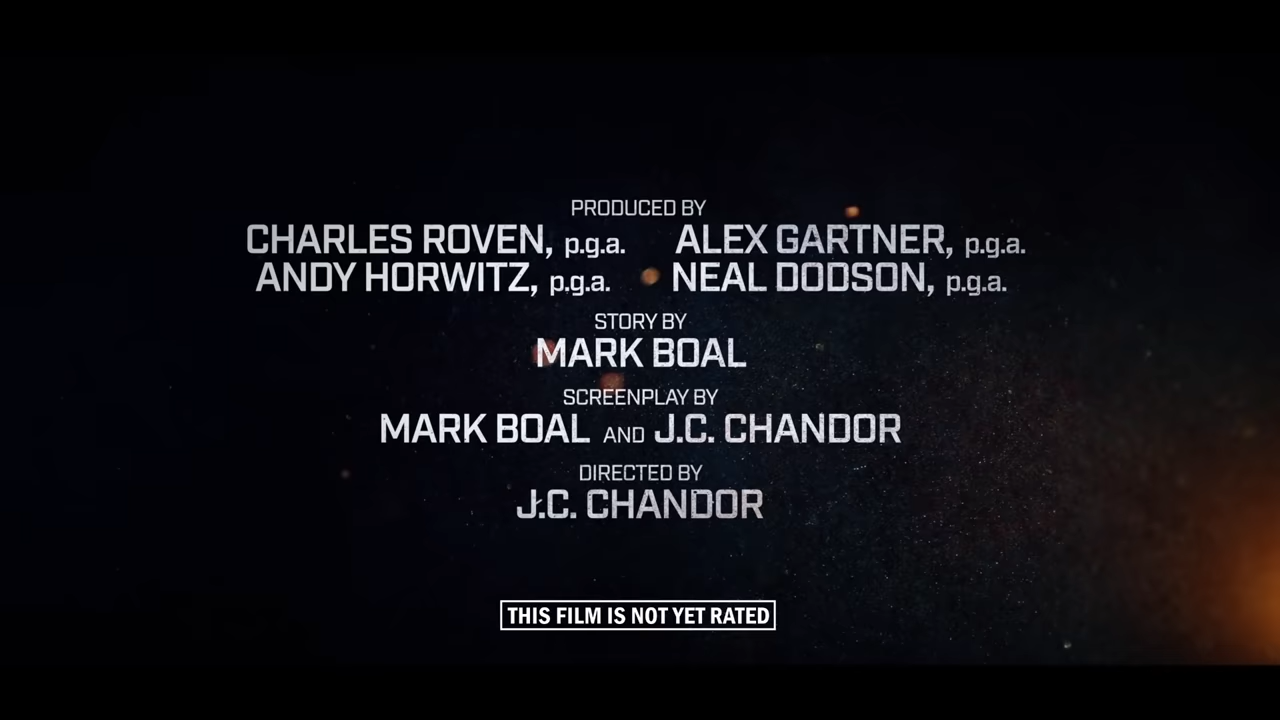 PRODUCED BY
CHARLES ROVEN, p.g.a. ALEX GARTNER, p.g.a.
ANDY HORWITZ, p.g.a. NEAL DODSON, p.g.a.
STORY BY
MARK BOAL
SCREENPLAY BY
MARK BOAL AND J.C. CHANDOR
DIRECTED BY
J.C. CHANDOR
THIS FILM IS NOT YET RATED